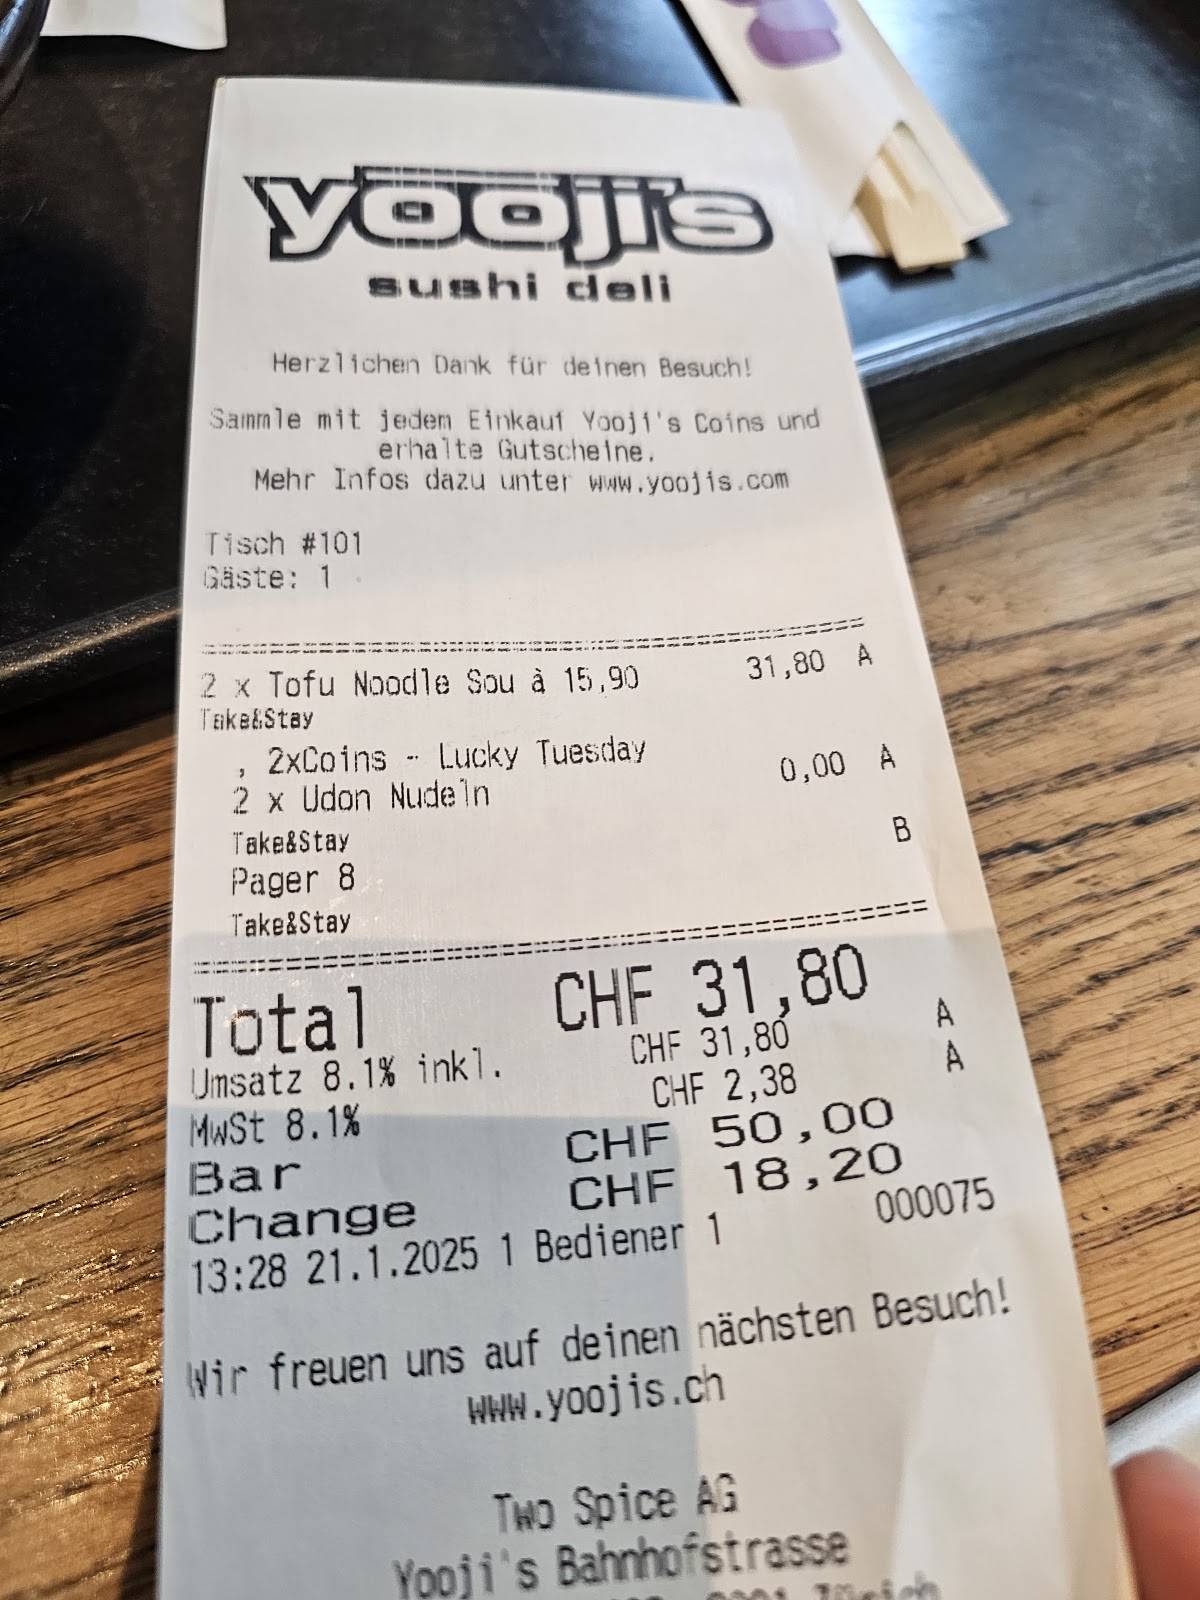 yooji's
sushi deli
Herzlichen Dank für deinen Besuch!
Sammle mit jedem Einkauf Yooji's Coins und
erhalte Gutscheine.
Mehr Infos dazu unter www.yoojis.com
Tisch #101
Gäste: 1
2 x Tofu Noodle Sou à 15,90 31,80 A
Take&Stay
, 2xCoins - Lucky Tuesday
2 x Udon Nudeln 0,00 A
Take&Stay
Pager 8 B
Take&Stay
Total CHF 31,80
Umsatz 8.1% inkl. CHF 31,80 A
MwSt 8.1% CHF 2,38 A
Bar CHF 50,00
Change CHF 18,20
13:28 21.1.2025 1 Bediener 1 000075
Wir freuen uns auf deinen nächsten Besuch!
www.yoojis.ch
Two Spice AG
Yooji's Bahnhofstrasse
Zürich